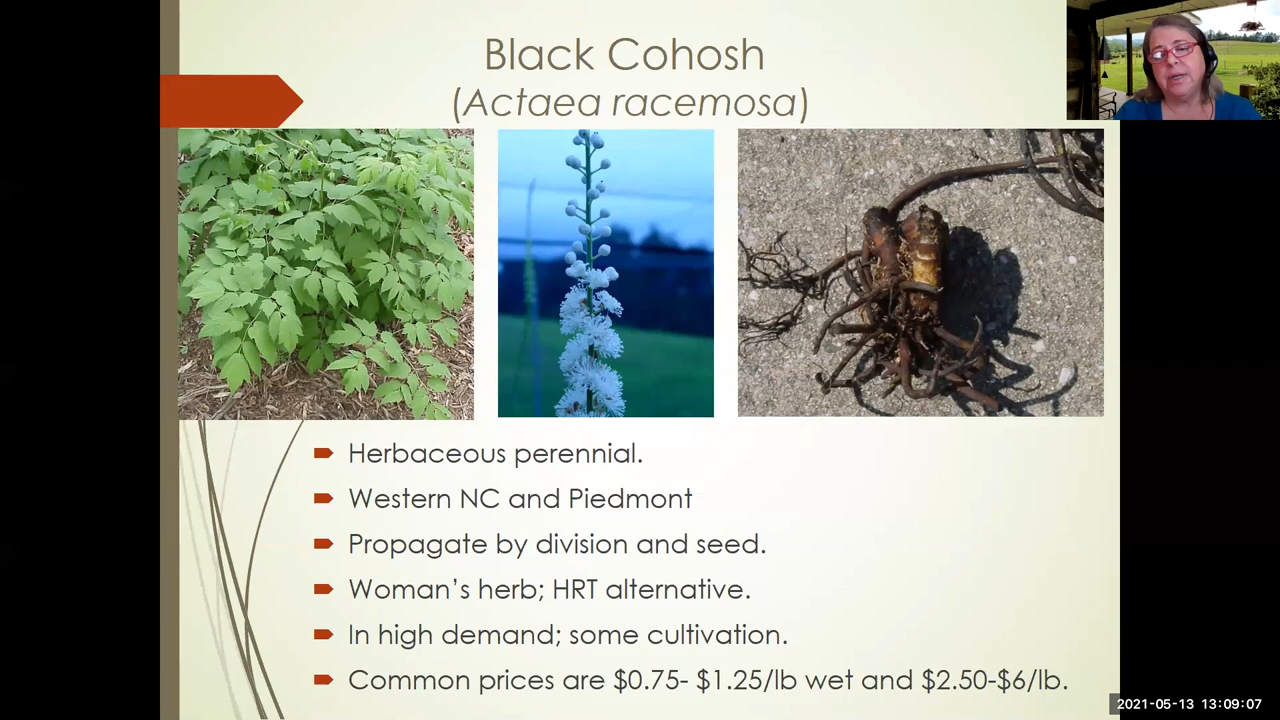 Black Cohosh
(Actaea racemosa)
Herbaceous perennial.
Western NC and Piedmont
Propagate by division and seed.
Woman’s herb; HRT alternative.
In high demand; some cultivation.
Common prices are $0.75- $1.25/lb wet and $2.50-$6/lb.
2021-05-13 13:09:07